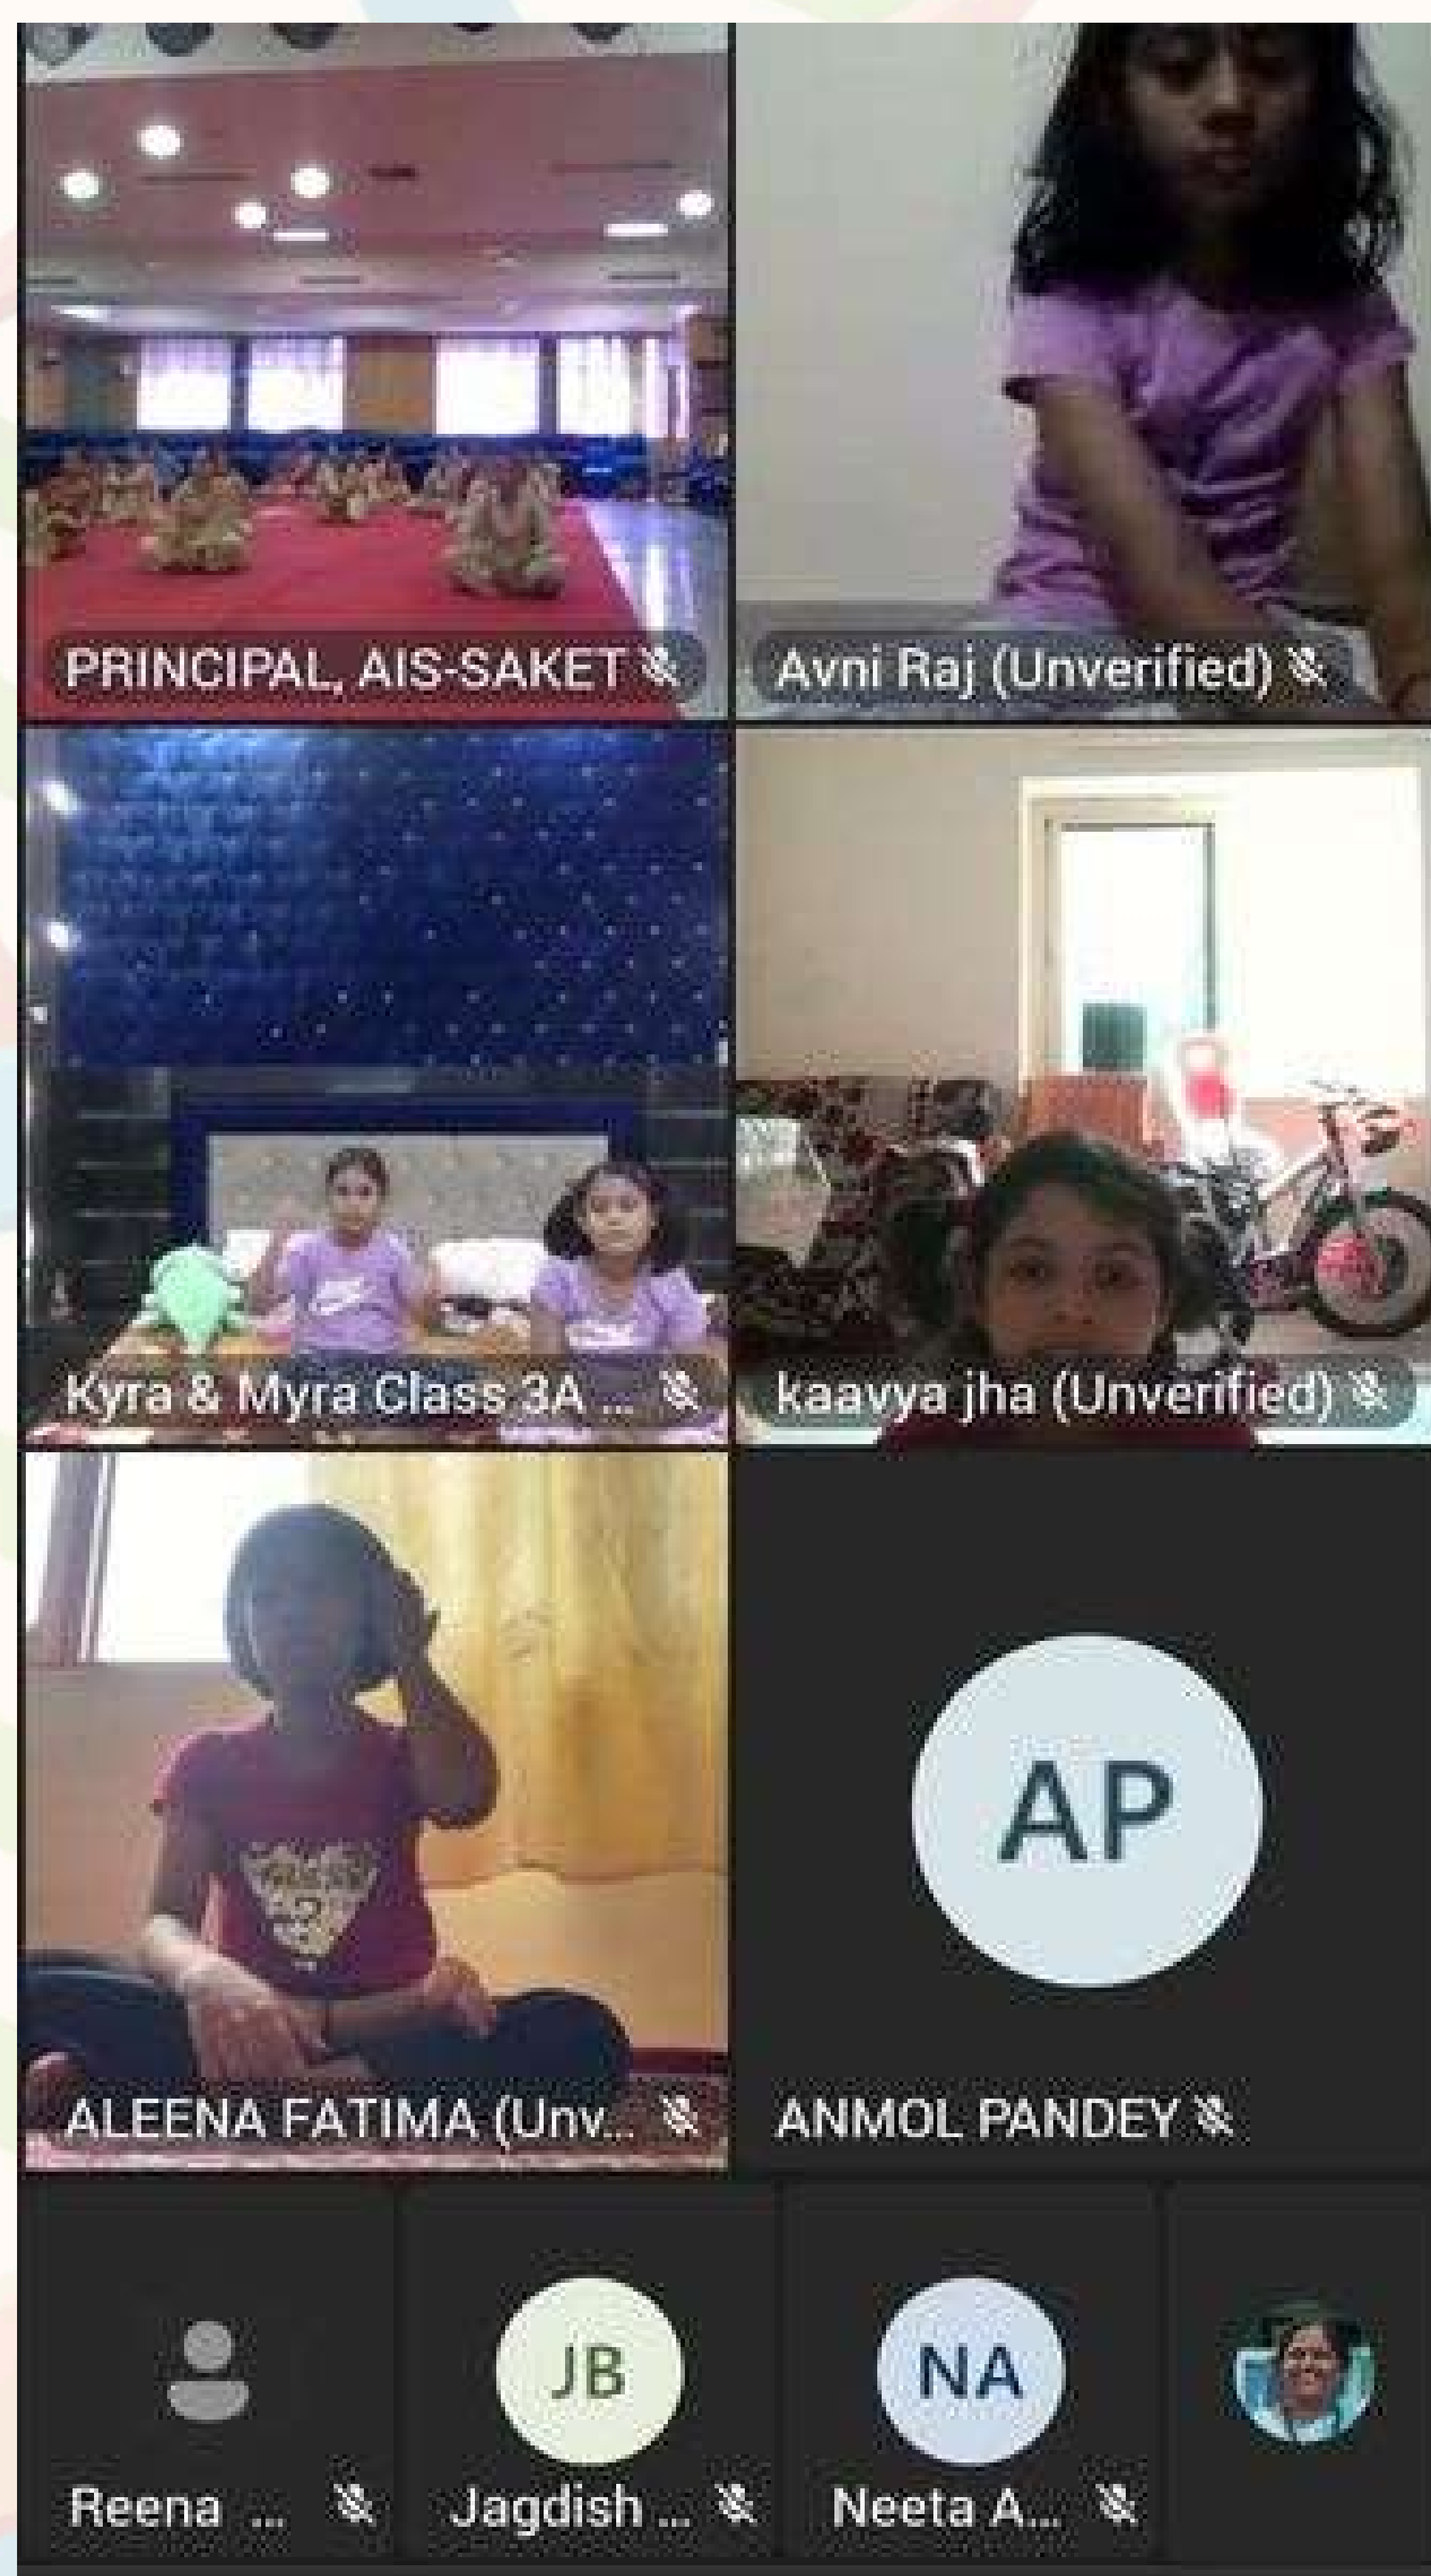 PRINCIPAL, AIS-SAKET
Avni Raj (Unverified)
Kyra & Myra Class 3A ...
kaavya jha (Unverified)
ALEENA FATIMA (Unv...
AP
ANMOL PANDEY
JB
NA
Reena ...
Jagdish ...
Neeta A...